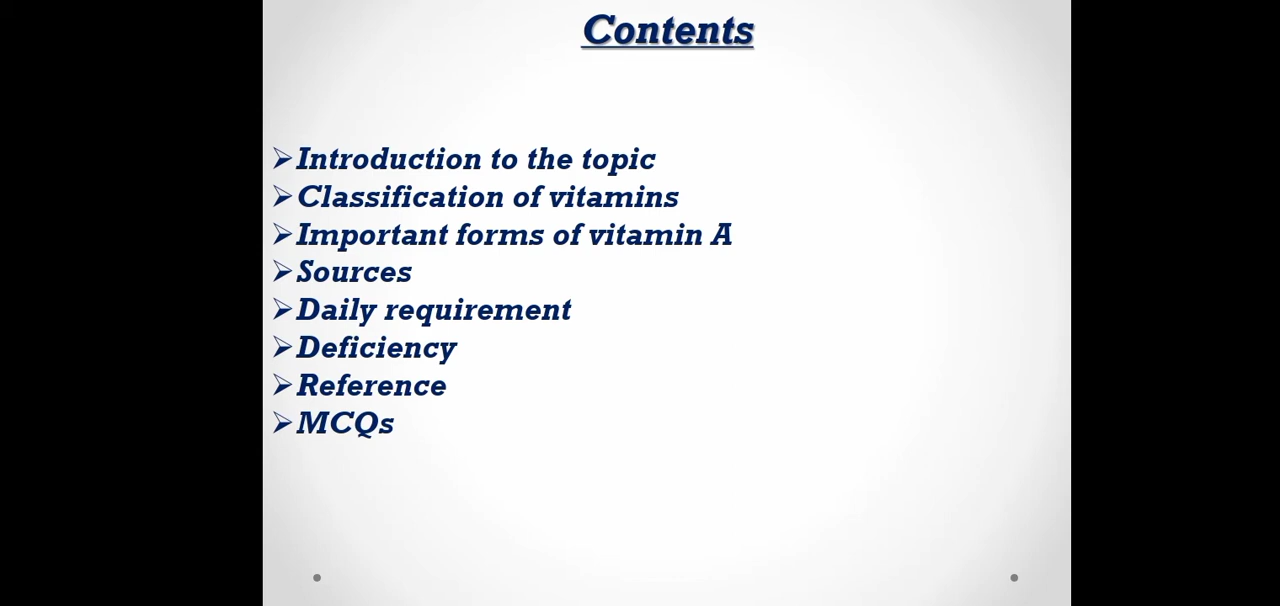 Contents
Introduction to the topic
Classification of vitamins
Important forms of vitamin A
Sources
Daily requirement
Deficiency
Reference
MCQs